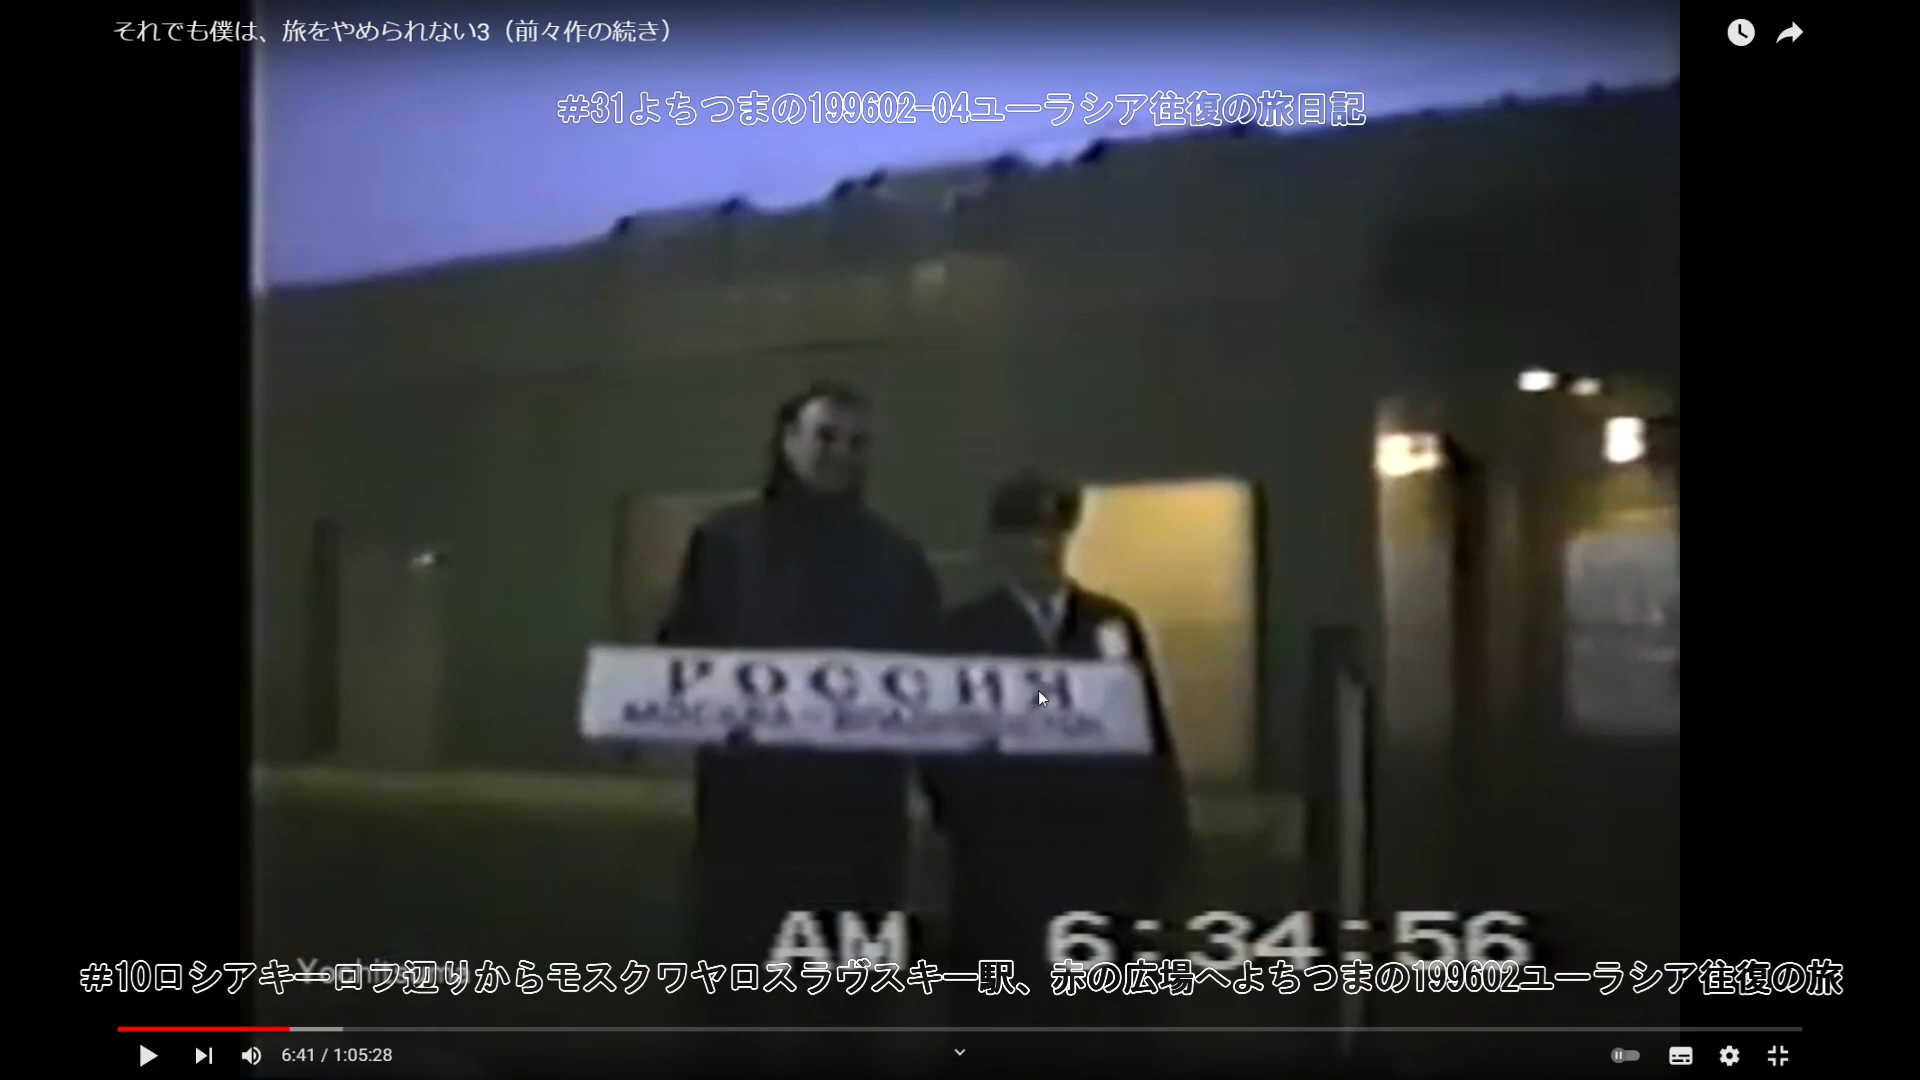 それでも僕は、旅をやめられない3（前々作の続き）
#31よちつまの199602-04ユーラシア往復の旅日記
РОССИЯ
МОСКВА-ВЛАДИВОСТОК
AM 6:34:56
#10ロシアキーロフ辺りからモスクワヤロスラヴスキー駅、赤の広場へよちつまの199602ユーラシア往復の旅
6:41 / 1:05:28